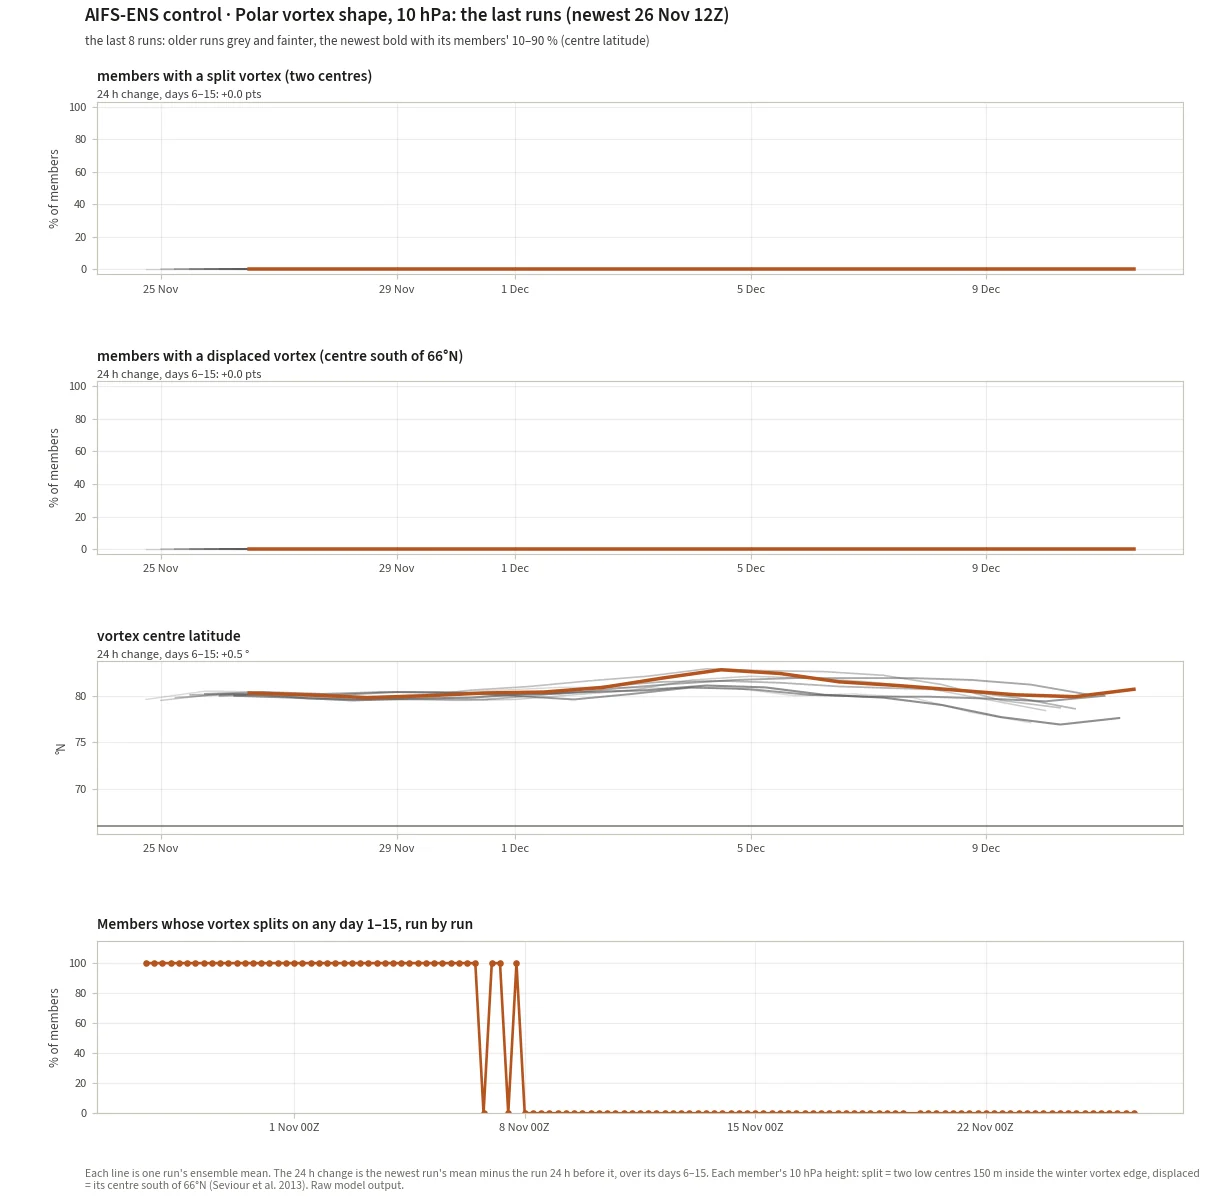 AIFS-ENS control · Polar vortex shape, 10 hPa: the last runs (newest 26 Nov 12Z)
the last 8 runs: older runs grey and fainter, the newest bold with its members' 10–90 % (centre latitude)
members with a split vortex (two centres)
24 h change, days 6–15: +0.0 pts
% of members
100
80
60
40
20
0
25 Nov
29 Nov
1 Dec
5 Dec
9 Dec
members with a displaced vortex (centre south of 66°N)
24 h change, days 6–15: +0.0 pts
% of members
100
80
60
40
20
0
25 Nov
29 Nov
1 Dec
5 Dec
9 Dec
vortex centre latitude
24 h change, days 6–15: +0.5 °
°N
80
75
70
25 Nov
29 Nov
1 Dec
5 Dec
9 Dec
Members whose vortex splits on any day 1–15, run by run
% of members
100
80
60
40
20
0
1 Nov 00Z
8 Nov 00Z
15 Nov 00Z
22 Nov 00Z
Each line is one run's ensemble mean. The 24 h change is the newest run's mean minus the run 24 h before it, over its days 6–15. Each member's 10 hPa height: split = two low centres 150 m inside the winter vortex edge, displaced
= its centre south of 66°N (Seviour et al. 2013). Raw model output.